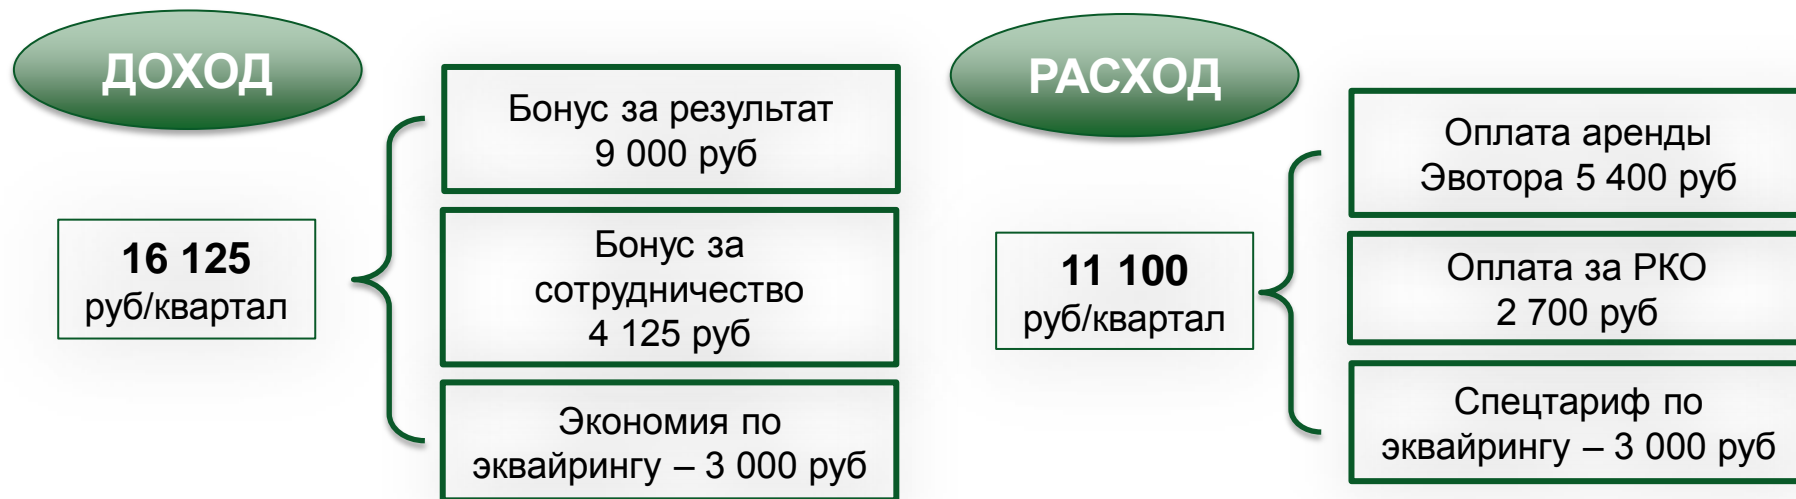 ДОХОД
16 125
руб/квартал
Бонус за результат
9 000 руб
Бонус за
сотрудничество
4 125 руб
Экономия по
эквайрингу – 3 000 руб
РАСХОД
11 100
руб/квартал
Оплата аренды
Эвотора 5 400 руб
Оплата за РКО
2 700 руб
Спецтариф по
эквайрингу – 3 000 руб